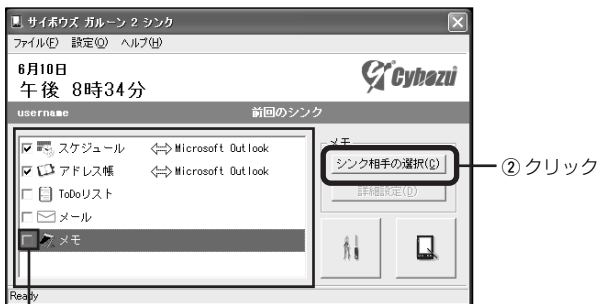 サイボウズ ガルーン 2 シンク
ファイル(F) 設定(O) ヘルプ(H)
6月10日
午後 8時34分
Cybozu
username 前回のシンク
スケジュール ⇔ Microsoft Outlook
アドレス帳 ⇔ Microsoft Outlook
ToDoリスト
メール
メモ
メモ
シンク相手の選択(C)
詳細設定(D)
②クリック
Ready